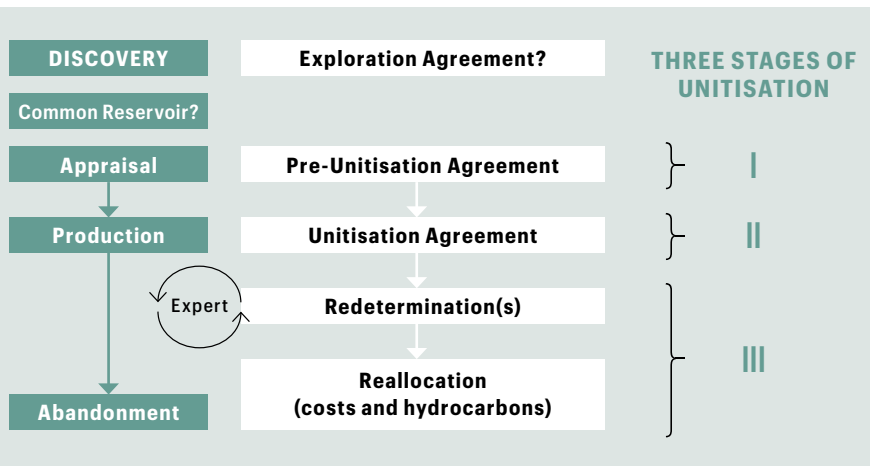 DISCOVERY
Exploration Agreement?
THREE STAGES OF
UNITISATION
Common Reservoir?
Appraisal
Pre-Unitisation Agreement
I
Production
Unitisation Agreement
II
Expert
Redetermination(s)
III
Reallocation
(costs and hydrocarbons)
Abandonment